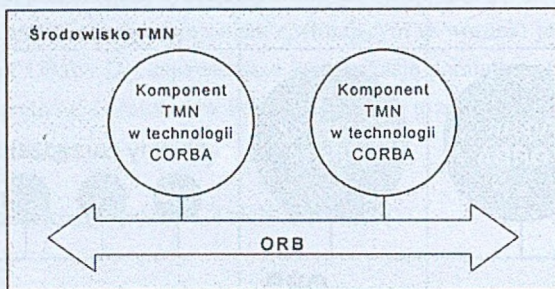 Środowisko TMN
Komponent
TMN
w technologii
CORBA
Komponent
TMN
w technologii
CORBA
ORB